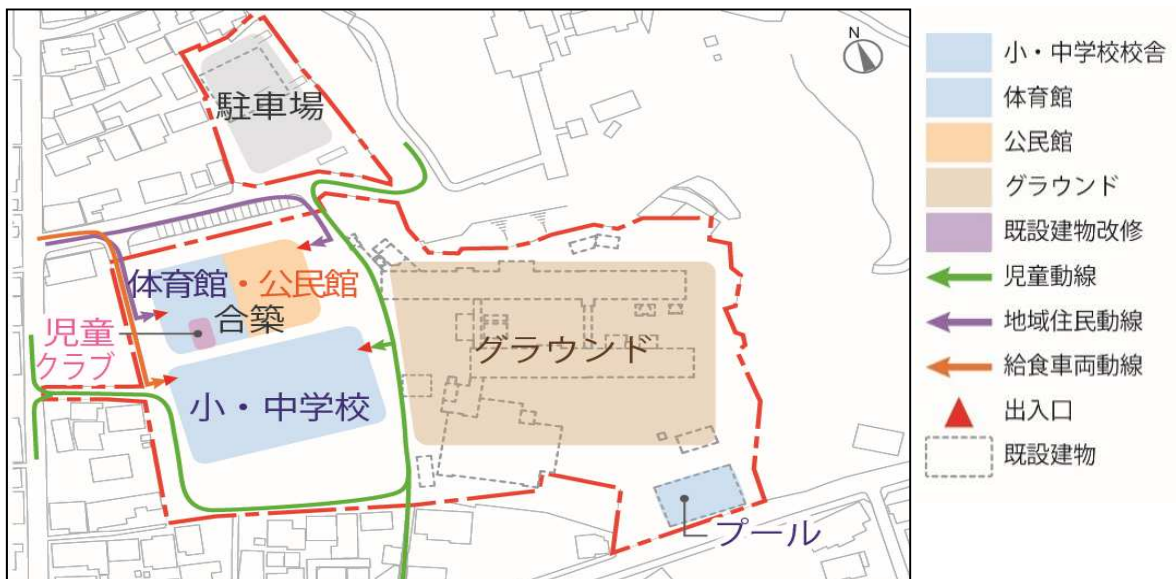 N
駐車場
体育館・公民館
合築
児童
クラブ
小・中学校
グラウンド
プール
小・中学校校舎
体育館
公民館
グラウンド
既設建物改修
児童動線
地域住民動線
給食車両動線
出入口
既設建物